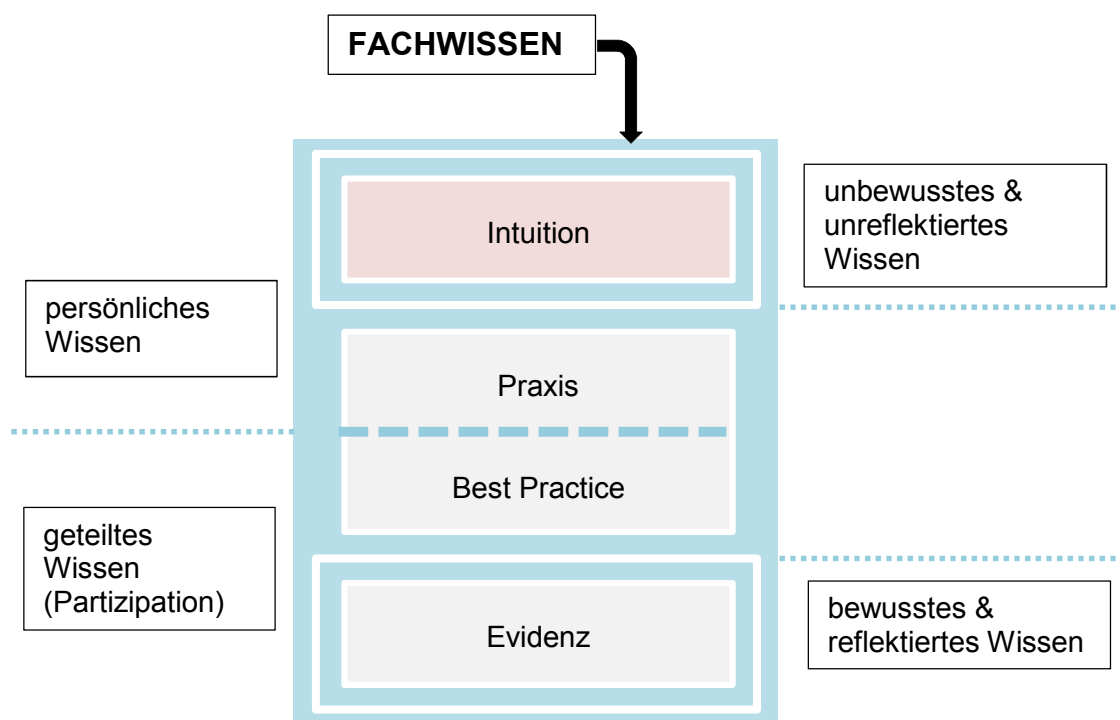 FACHWISSEN
Intuition
unbewusstes &
unreflektiertes
Wissen
persönliches
Wissen
Praxis
Best Practice
geteiltes
Wissen
(Partizipation)
Evidenz
bewusstes &
reflektiertes Wissen